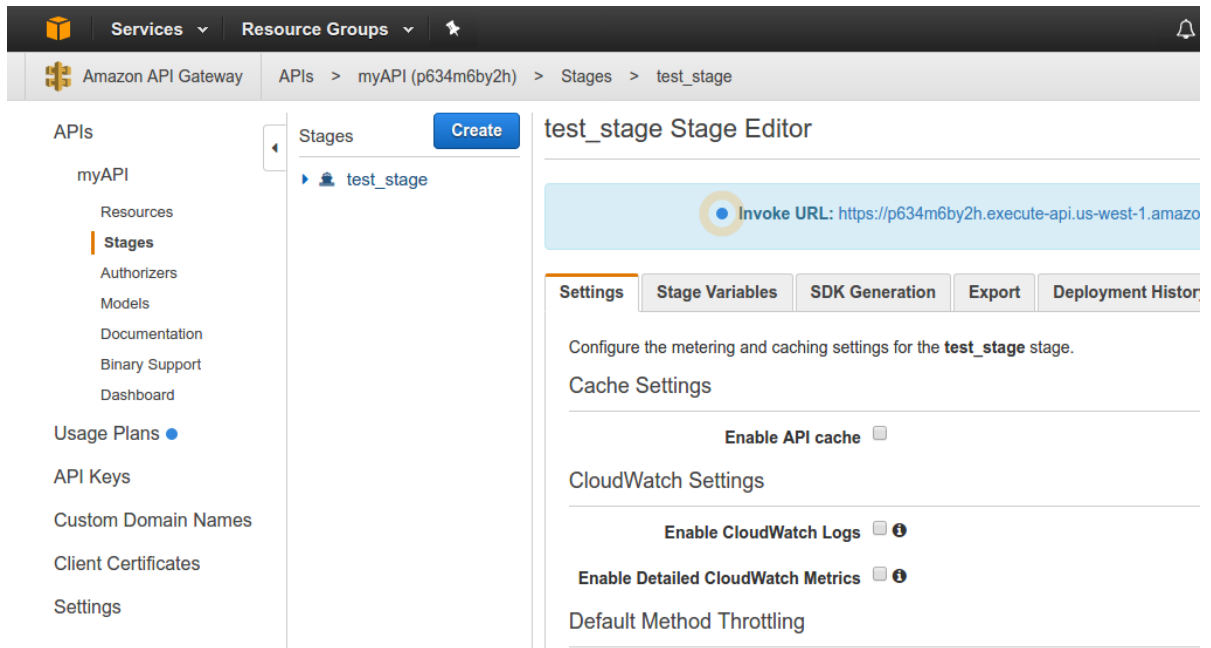 Services Resource Groups
Amazon API Gateway APIs > myAPI (p634m6by2h) > Stages > test_stage
APIs
myAPI
Resources
Stages
Authorizers
Models
Documentation
Binary Support
Dashboard
Usage Plans
API Keys
Custom Domain Names
Client Certificates
Settings
Stages Create
test_stage
test_stage Stage Editor
Invoke URL: https://p634m6by2h.execute-api.us-west-1.amazo
Settings Stage Variables SDK Generation Export Deployment Histor
Configure the metering and caching settings for the test_stage stage.
Cache Settings
Enable API cache
CloudWatch Settings
Enable CloudWatch Logs
Enable Detailed CloudWatch Metrics
Default Method Throttling